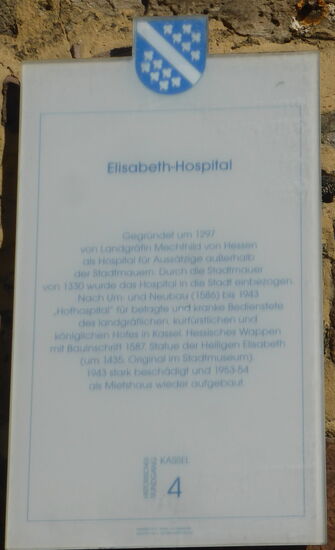 Elisabeth-Hospital
Gegründet um 1297
von Landgräfin Mechthild von Hessen
als Hospital für Aussätzige außerhalb
der Stadtmauern. Durch die Stadtmauer
von 1330 wurde das Hospital in die Stadt einbezogen.
Nach Um- und Neubau (1586) bis 1943
„Hofhospital" für betagte und kranke Bedienstete
des landgräflichen, kurfürstlichen und
königlichen Hofes in Kassel. Hessisches Wappen
mit Bauinschrift 1587. Statue der Heiligen Elisabeth
(um 1435, Original im Stadtmuseum).
1943 stark beschädigt und 1953-54
als Mietshaus wieder aufgebaut.
HISTORISCHER
RUNDGANG
KASSEL
4